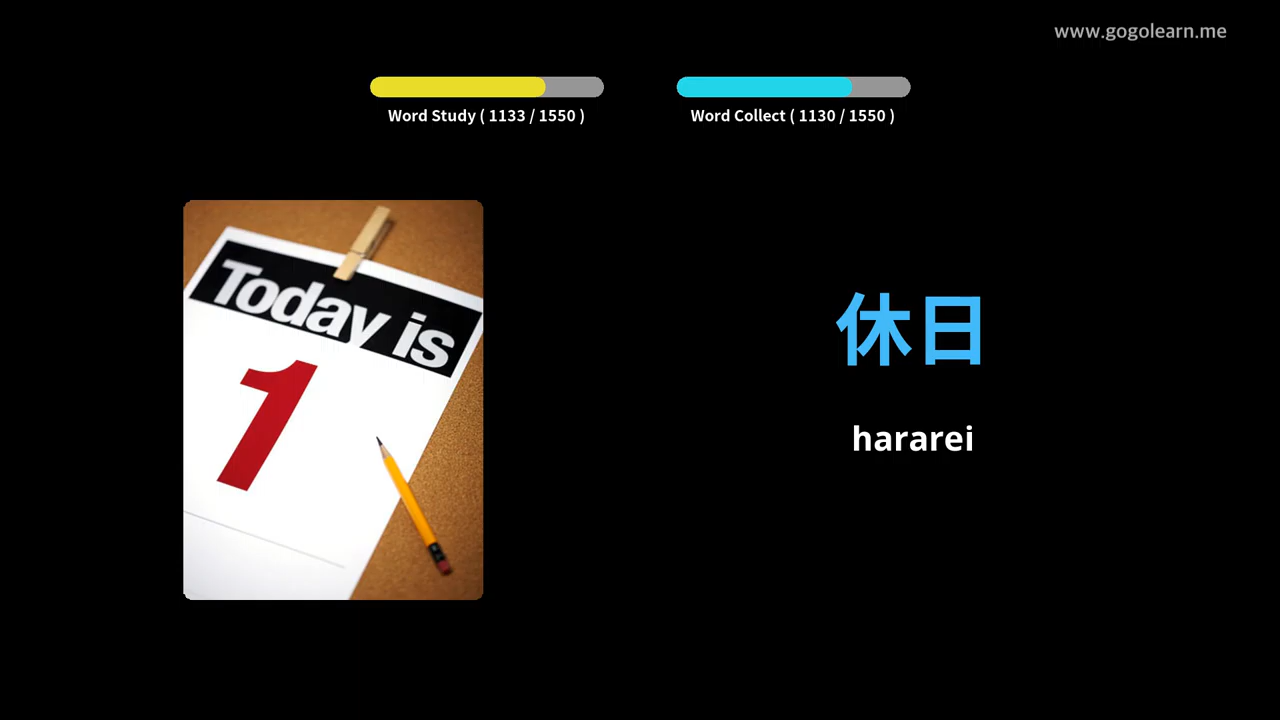 www.gogolearn.me
Word Study ( 1133 / 1550 )
Word Collect ( 1130 / 1550 )
Today is
1
休日
hararei